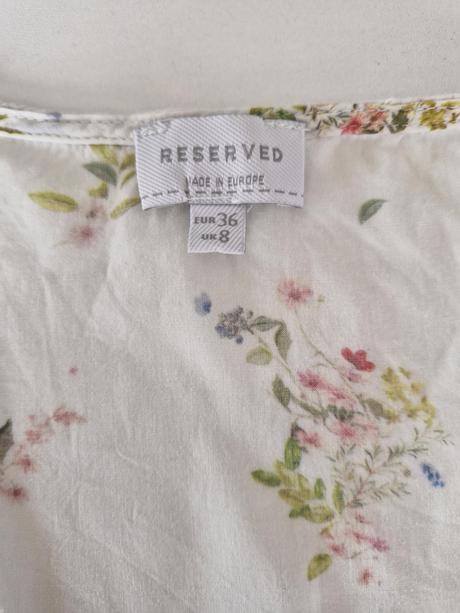 RESERVED
MADE IN EUROPE
EUR 36
UK 8